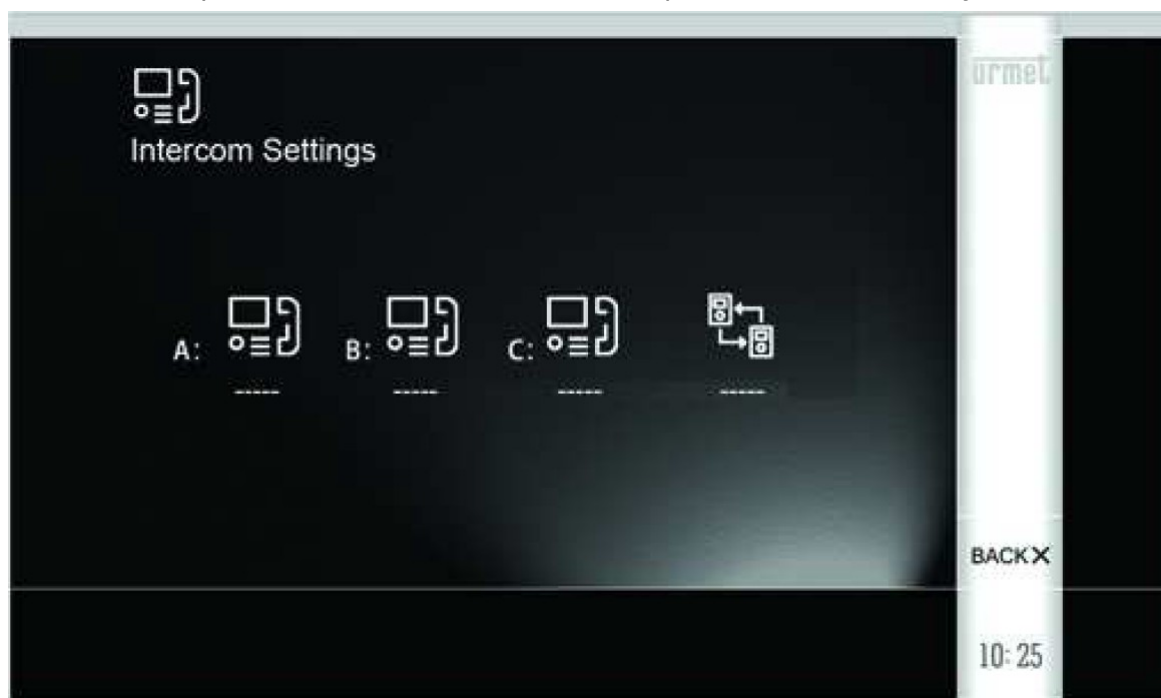 urmet
Intercom Settings
A: B: C:
----- ----- ----- -----
BACK X
10:25